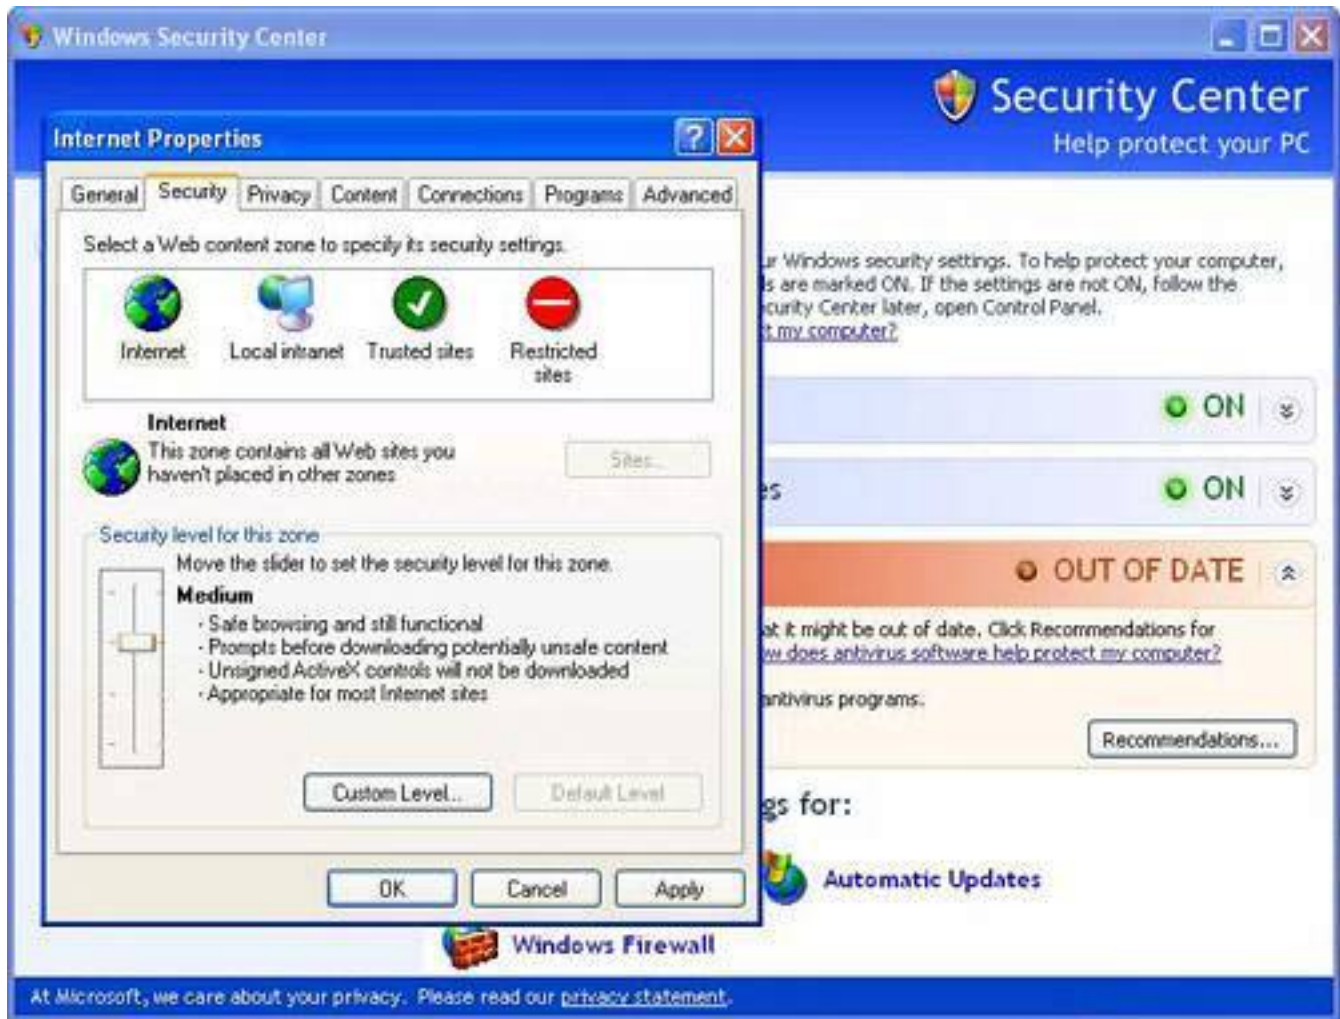 Windows Security Center
Security Center
Help protect your PC
Internet Properties
General Security Privacy Content Connections Programs Advanced
Select a Web content zone to specify its security settings.
Internet Local intranet Trusted sites Restricted
sites
Internet
This zone contains all Web sites you
haven't placed in other zones
Sites...
Security level for this zone
Move the slider to set the security level for this zone.
Medium
- Safe browsing and still functional
- Prompts before downloading potentially unsafe content
- Unsigned ActiveX controls will not be downloaded
- Appropriate for most Internet sites
Custom Level... Default Level
OK Cancel Apply
ur Windows security settings. To help protect your computer,
s are marked ON. If the settings are not ON, follow the
curity Center later, open Control Panel.
t my computer?
ON
es ON
OUT OF DATE
at it might be out of date. Click Recommendations for
w does antivirus software help protect my computer?
antivirus programs.
Recommendations...
gs for:
Automatic Updates
Windows Firewall
At Microsoft, we care about your privacy. Please read our privacy statement.